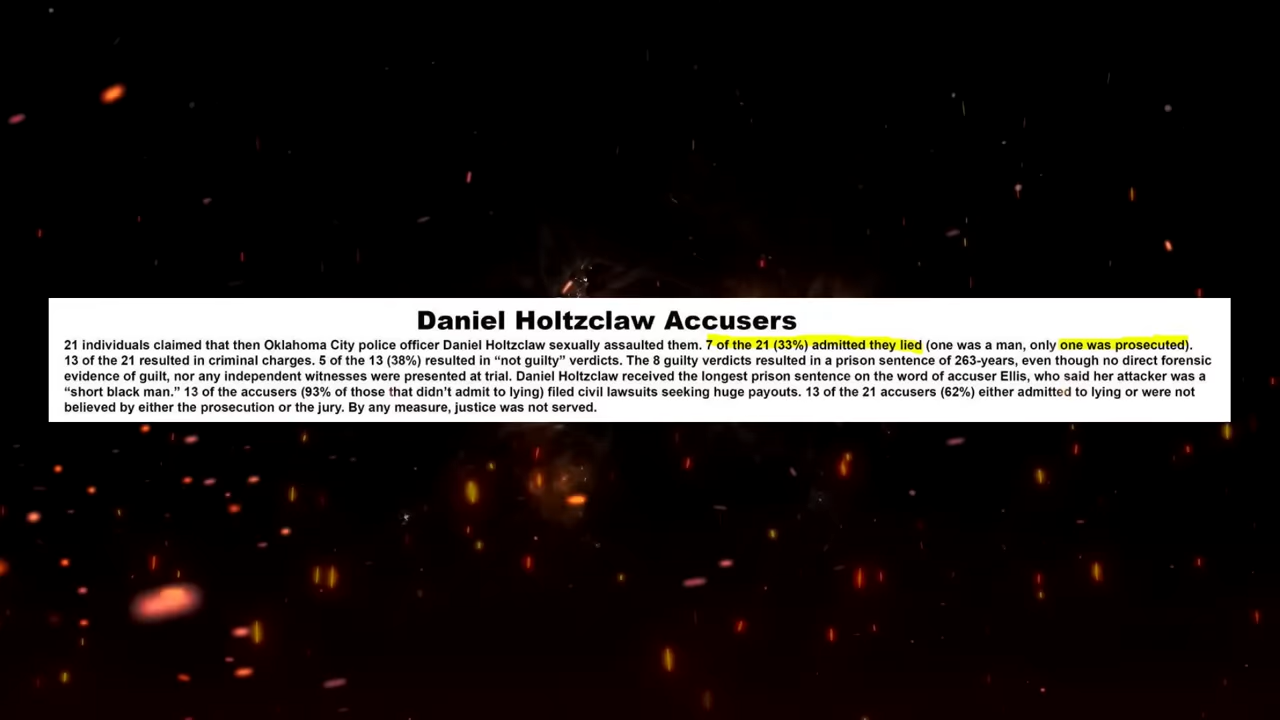 Daniel Holtzclaw Accusers
21 individuals claimed that then Oklahoma City police officer Daniel Holtzclaw sexually assaulted them. 7 of the 21 (33%) admitted they lied (one was a man, only one was prosecuted).
13 of the 21 resulted in criminal charges. 5 of the 13 (38%) resulted in “not guilty” verdicts. The 8 guilty verdicts resulted in a prison sentence of 263-years, even though no direct forensic
evidence of guilt, nor any independent witnesses were presented at trial. Daniel Holtzclaw received the longest prison sentence on the word of accuser Ellis, who said her attacker was a
“short black man.” 13 of the accusers (93% of those that didn’t admit to lying) filed civil lawsuits seeking huge payouts. 13 of the 21 accusers (62%) either admitted to lying or were not
believed by either the prosecution or the jury. By any measure, justice was not served.